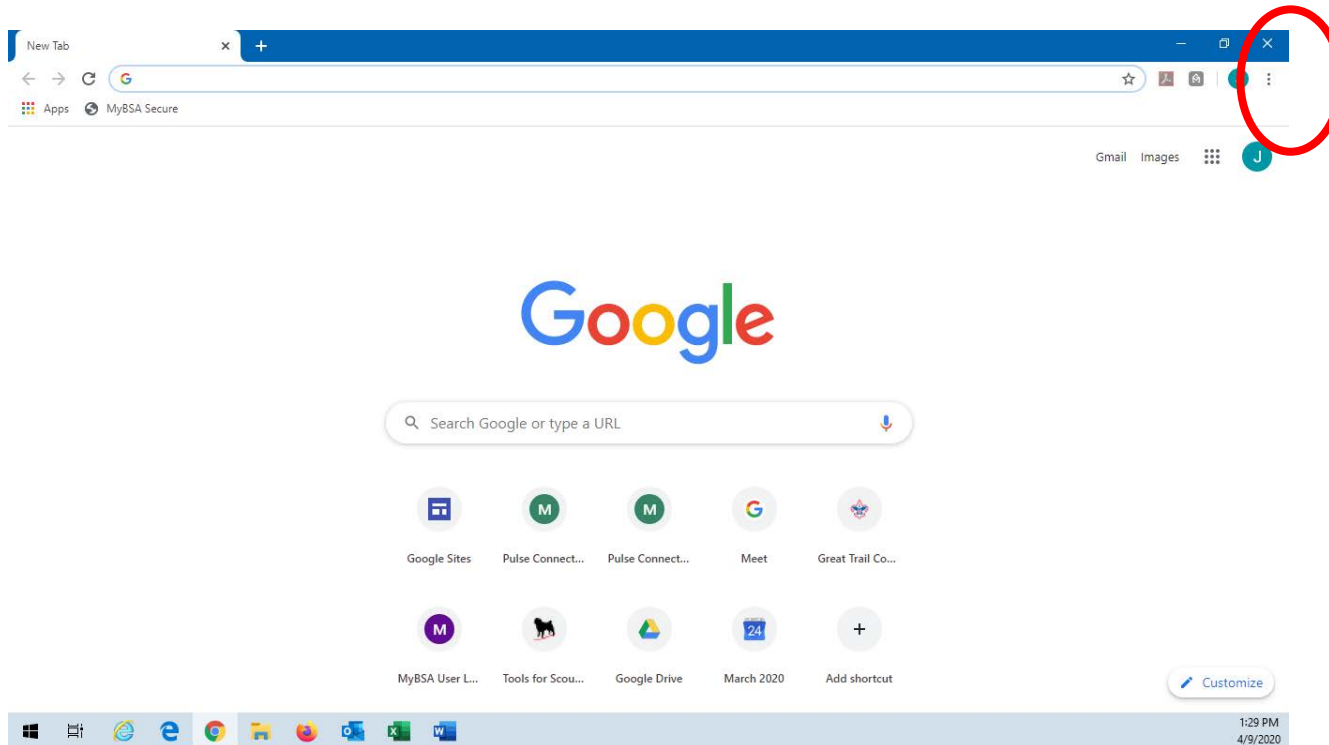 New Tab
Apps MyBSA Secure
Gmail Images J
Google
Search Google or type a URL
M M G
Google Sites Pulse Connect... Pulse Connect... Meet Great Trail Co...
M 24 +
MyBSA User L... Tools for Scou... Google Drive March 2020 Add shortcut
Customize
1:29 PM
4/9/2020